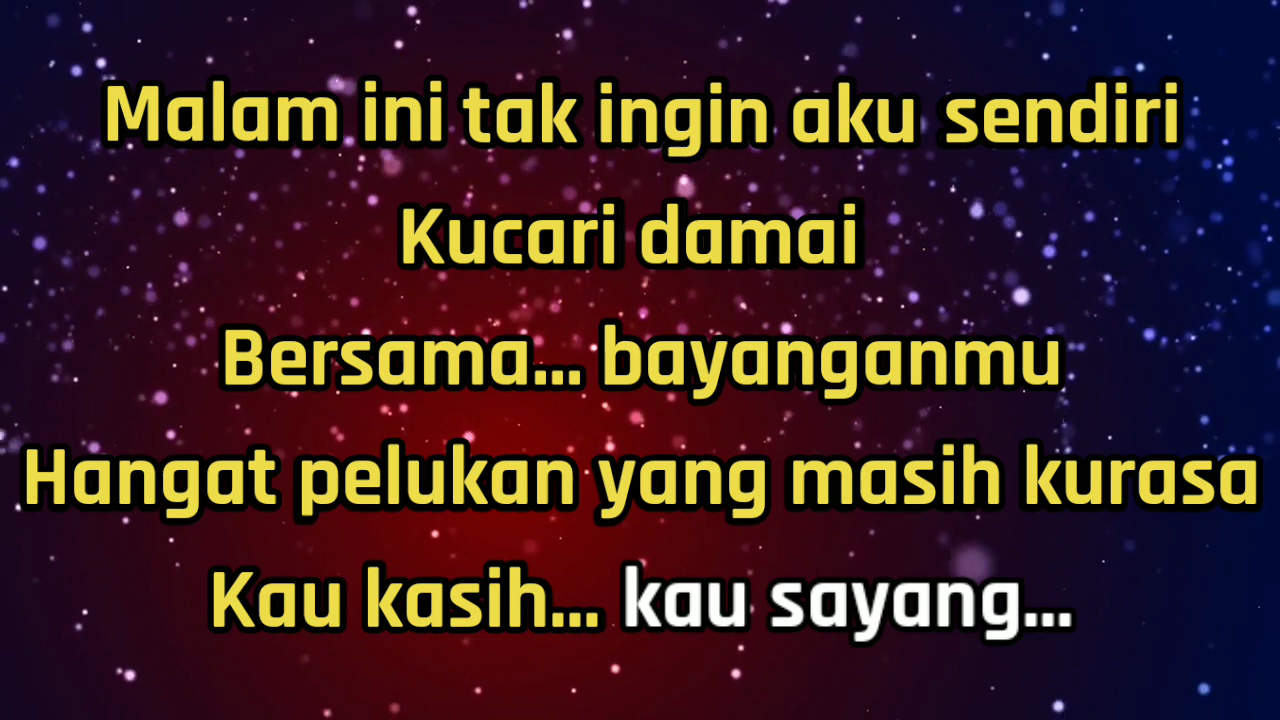 Malam ini tak ingin aku sendiri
Kucari damai
Bersama... bayanganmu
Hangat pelukan yang masih kurasa
Kau kasih... kau sayang...